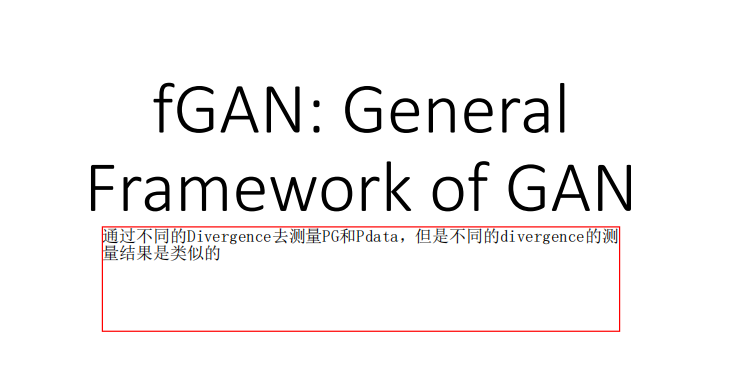 fGAN: General
Framework of GAN
通过不同的Divergence去测量PG和Pdata，但是不同的divergence的测
量结果是类似的